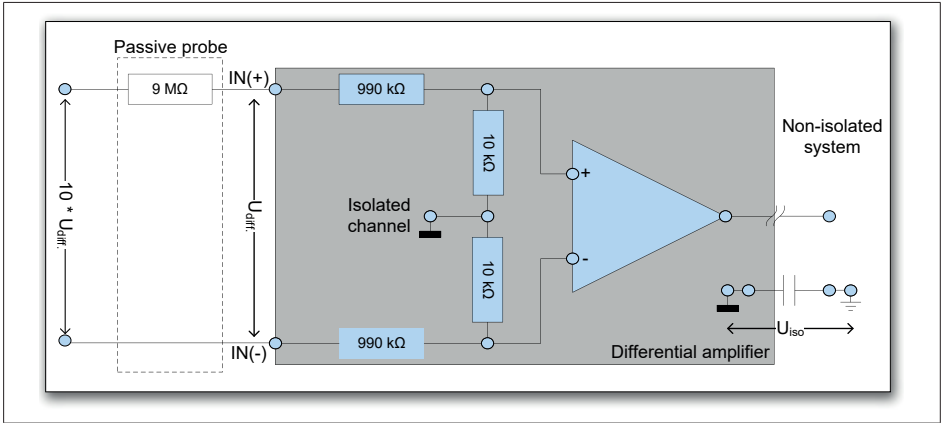 Passive probe
9 MΩ
IN(+)
990 kΩ
10 kΩ
+
Non-isolated
system
10 * Udiff.
Udiff.
Isolated
channel
10 kΩ
-
IN(-)
990 kΩ
Differential amplifier
Uiso